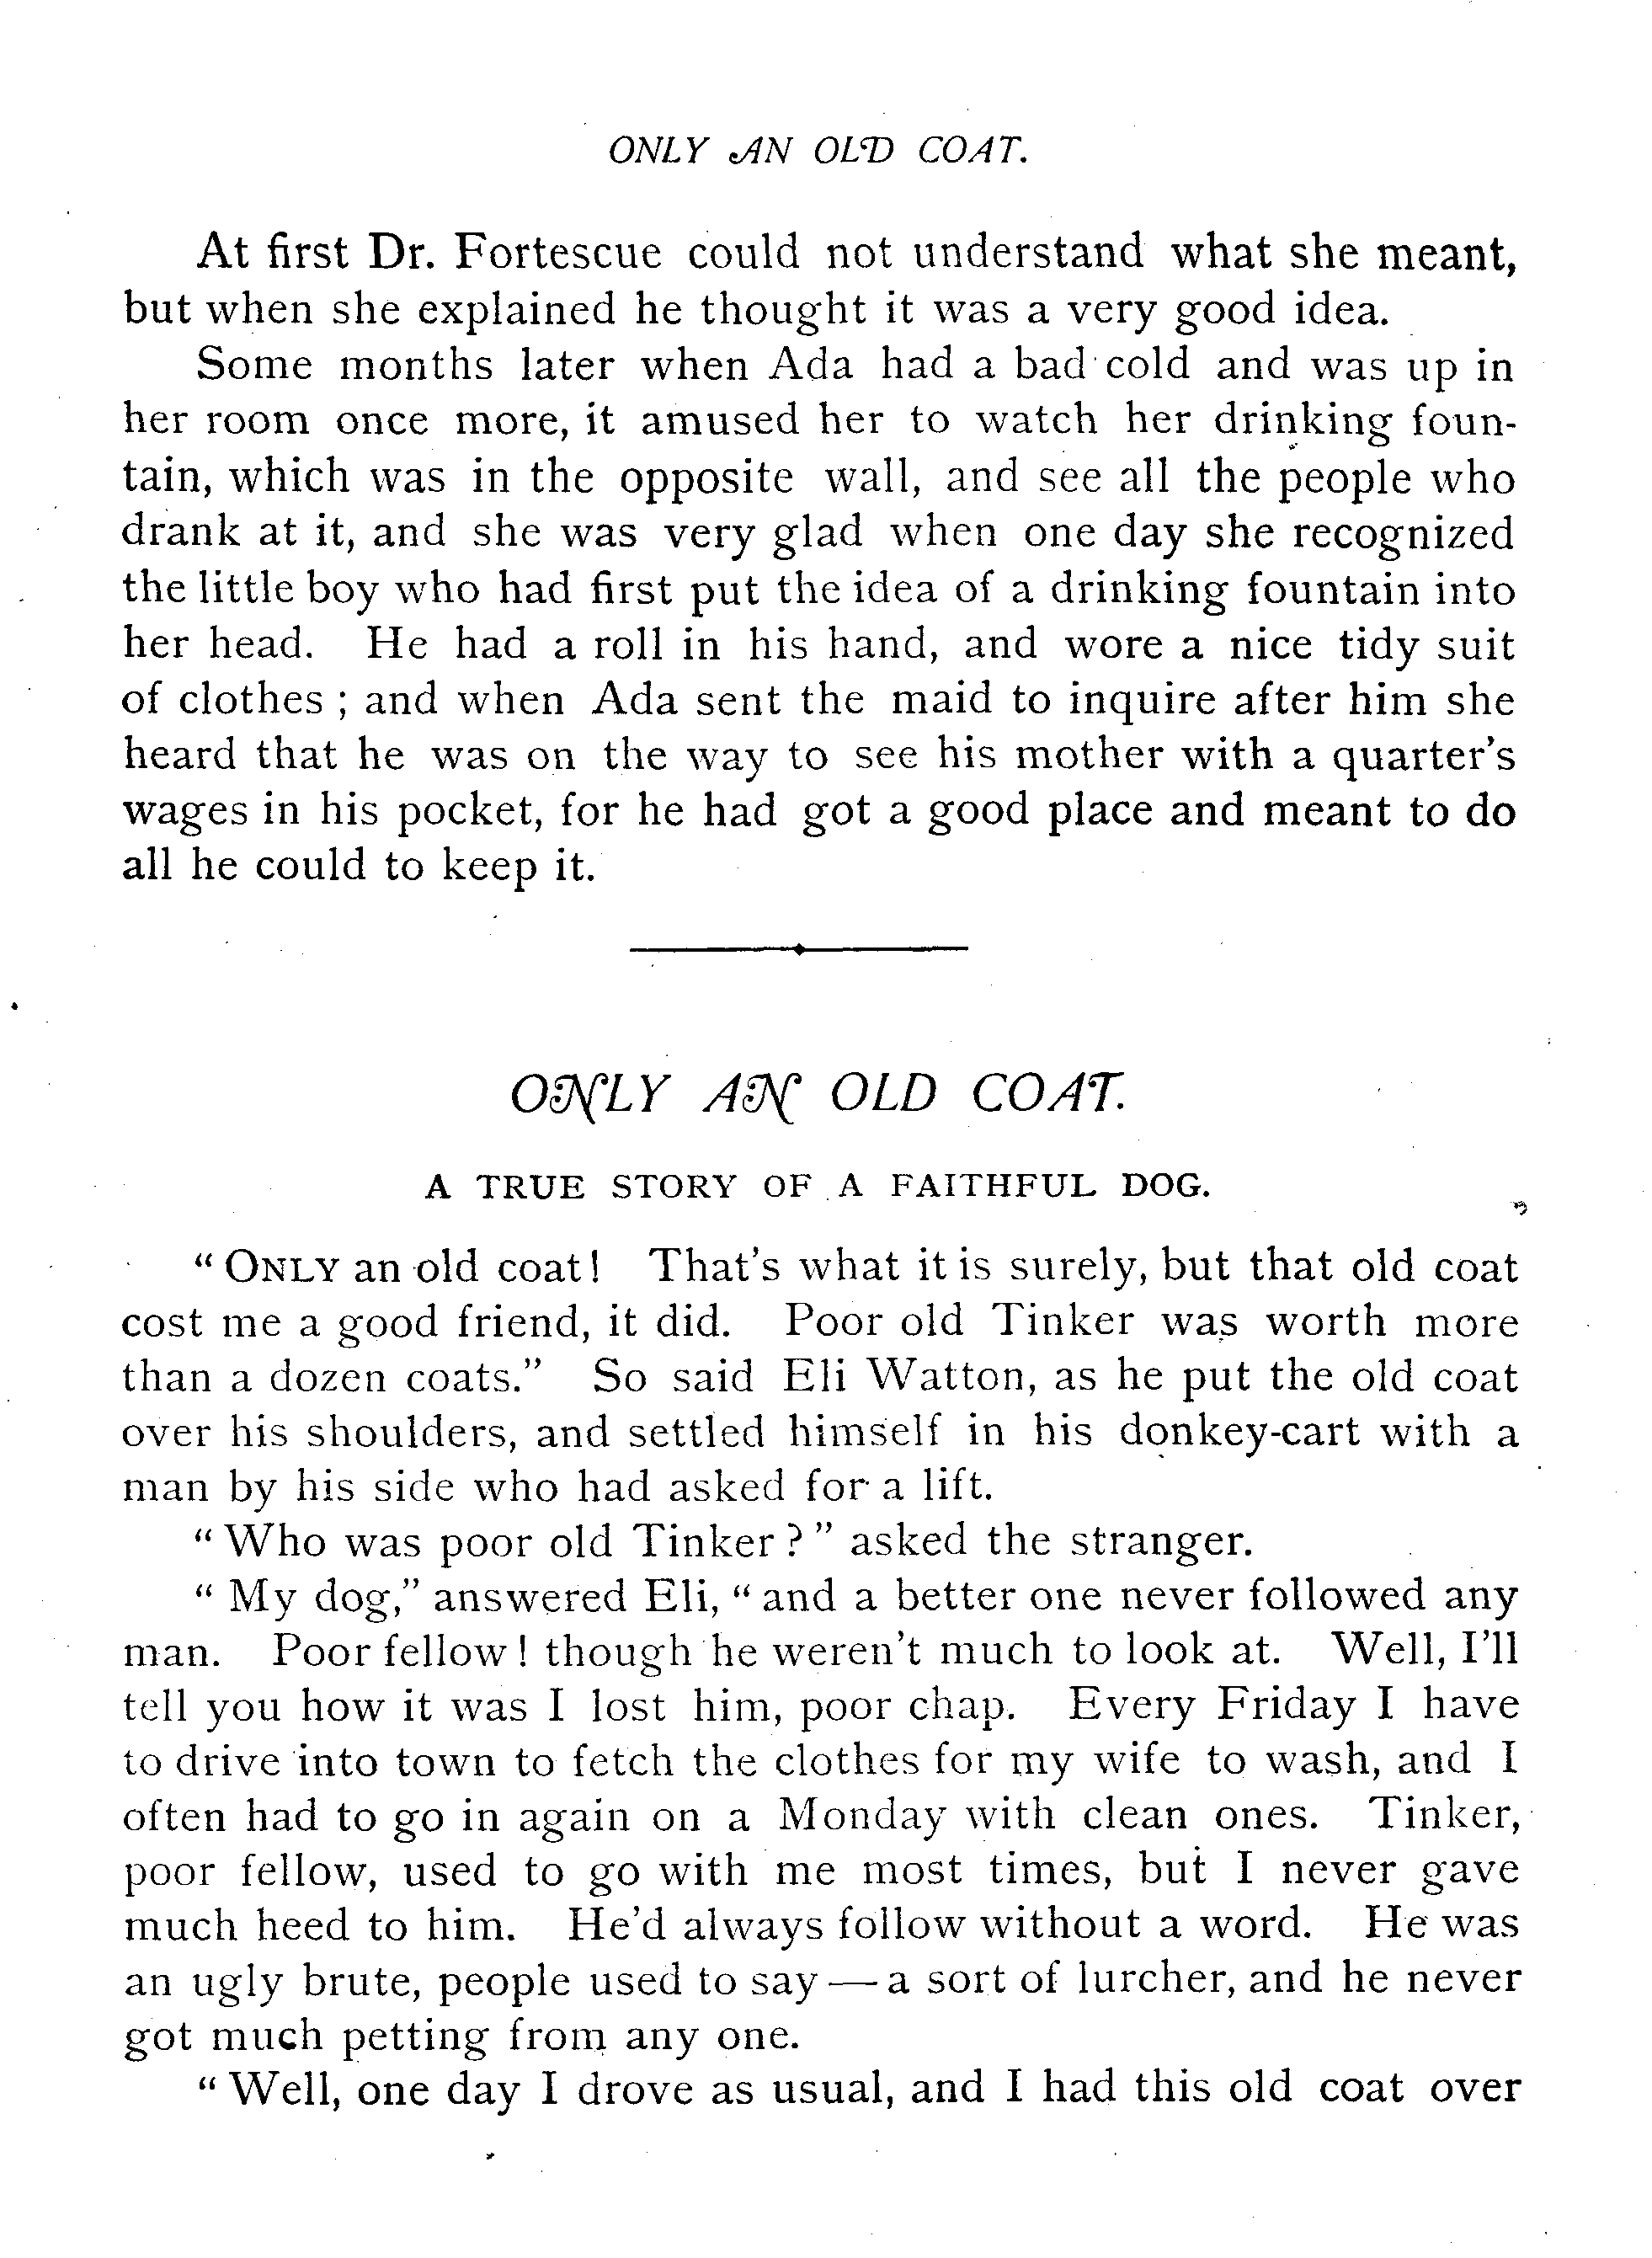 ONLY AN OLD COAT.
At first Dr. Fortescue could not understand what she meant,
but when she explained he thought it was a very good idea.
Some months later when Ada had a bad cold and was up in
her room once more, it amused her to watch her drinking foun-
tain, which was in the opposite wall, and see all the people who
drank at it, and she was very glad when one day she recognized
the little boy who had first put the idea of a drinking fountain into
her head. He had a roll in his hand, and wore a nice tidy suit
of clothes ; and when Ada sent the maid to inquire after him she
heard that he was on the way to see his mother with a quarter's
wages in his pocket, for he had got a good place and meant to do
all he could to keep it.
ONLY AN OLD COAT.
A TRUE STORY OF A FAITHFUL DOG.
“ ONLY an old coat! That's what it is surely, but that old coat
cost me a good friend, it did. Poor old Tinker was worth more
than a dozen coats.” So said Eli Watton, as he put the old coat
over his shoulders, and settled himself in his donkey-cart with a
man by his side who had asked for a lift.
“ Who was poor old Tinker ? ” asked the stranger.
“ My dog,” answered Eli, “ and a better one never followed any
man. Poor fellow ! though he weren't much to look at. Well, I'll
tell you how it was I lost him, poor chap. Every Friday I have
to drive into town to fetch the clothes for my wife to wash, and I
often had to go in again on a Monday with clean ones. Tinker,
poor fellow, used to go with me most times, but I never gave
much heed to him. He'd always follow without a word. He was
an ugly brute, people used to say — a sort of lurcher, and he never
got much petting from any one.
“ Well, one day I drove as usual, and I had this old coat over